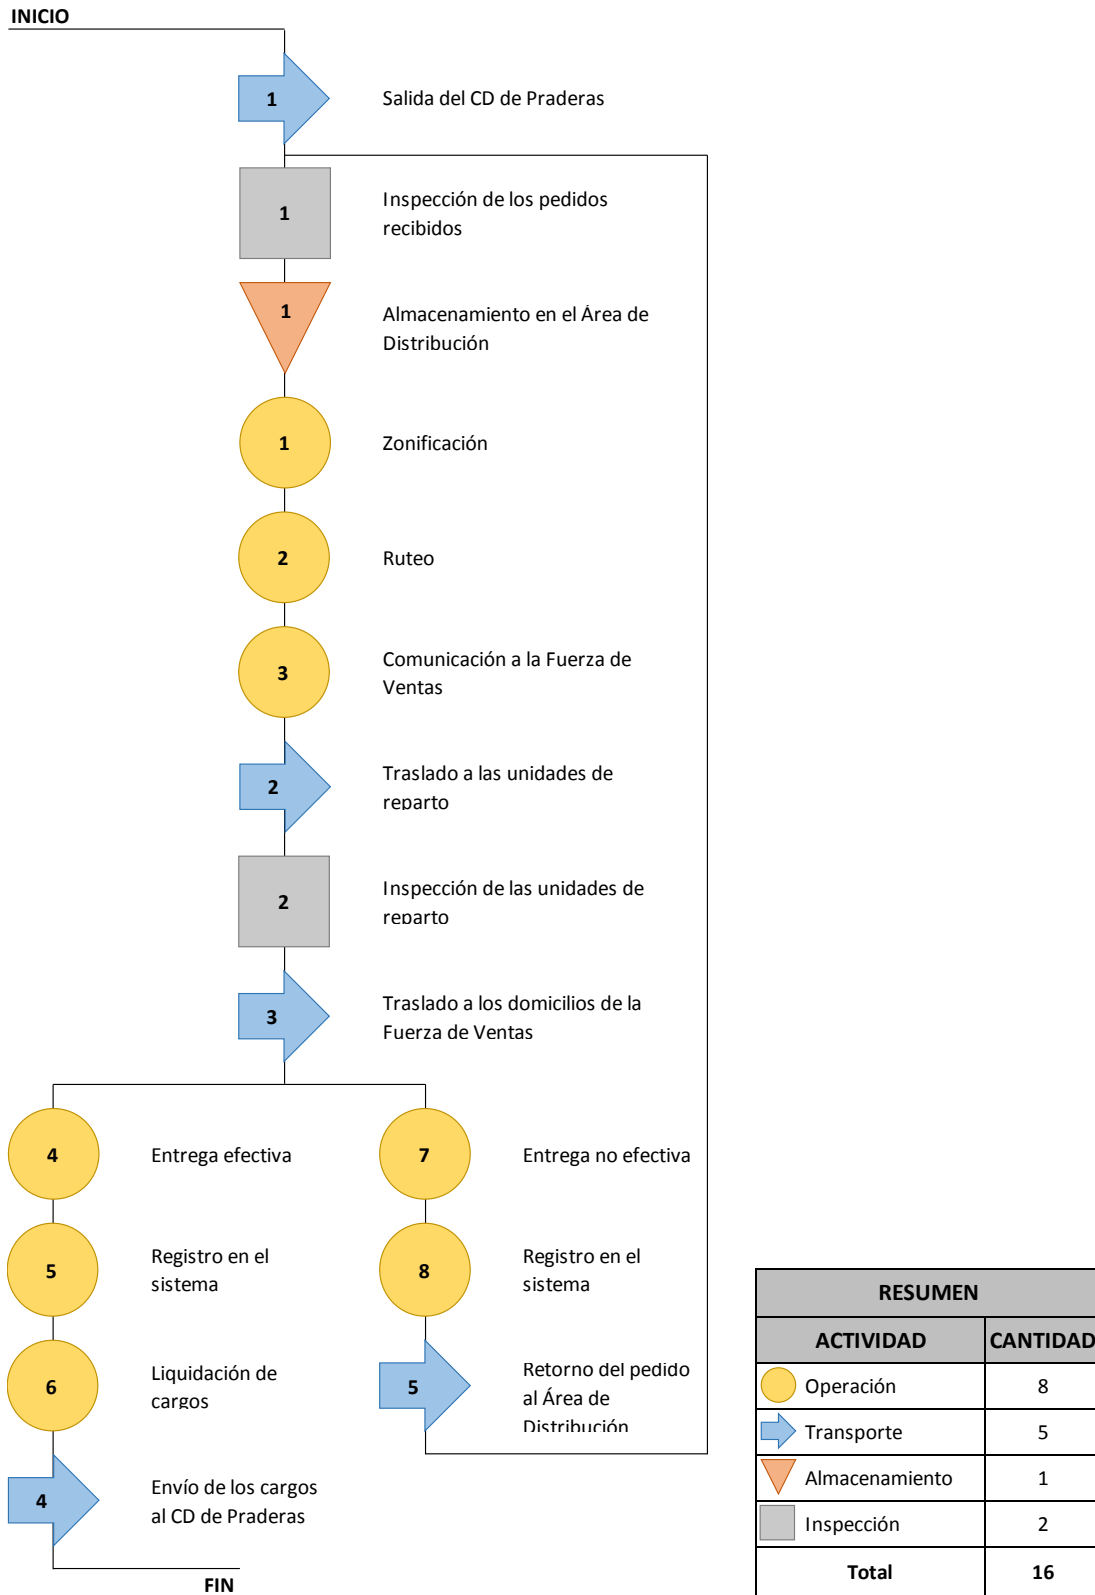 INICIO
1
Salida del CD de Praderas
1
Inspección de los pedidos
recibidos
1
Almacenamiento en el Área de
Distribución
1
Zonificación
2
Ruteo
3
Comunicación a la Fuerza de
Ventas
2
Traslado a las unidades de
reparto
2
Inspección de las unidades de
reparto
3
Traslado a los domicilios de la
Fuerza de Ventas
4
Entrega efectiva
7
Entrega no efectiva
5
Registro en el
sistema
8
Registro en el
sistema
6
Liquidación de
cargos
5
Retorno del pedido
al Área de
Distribución
4
Envío de los cargos
al CD de Praderas
FIN
RESUMEN
ACTIVIDAD CANTIDAD
Operación 8
Transporte 5
Almacenamiento 1
Inspección 2
Total 16